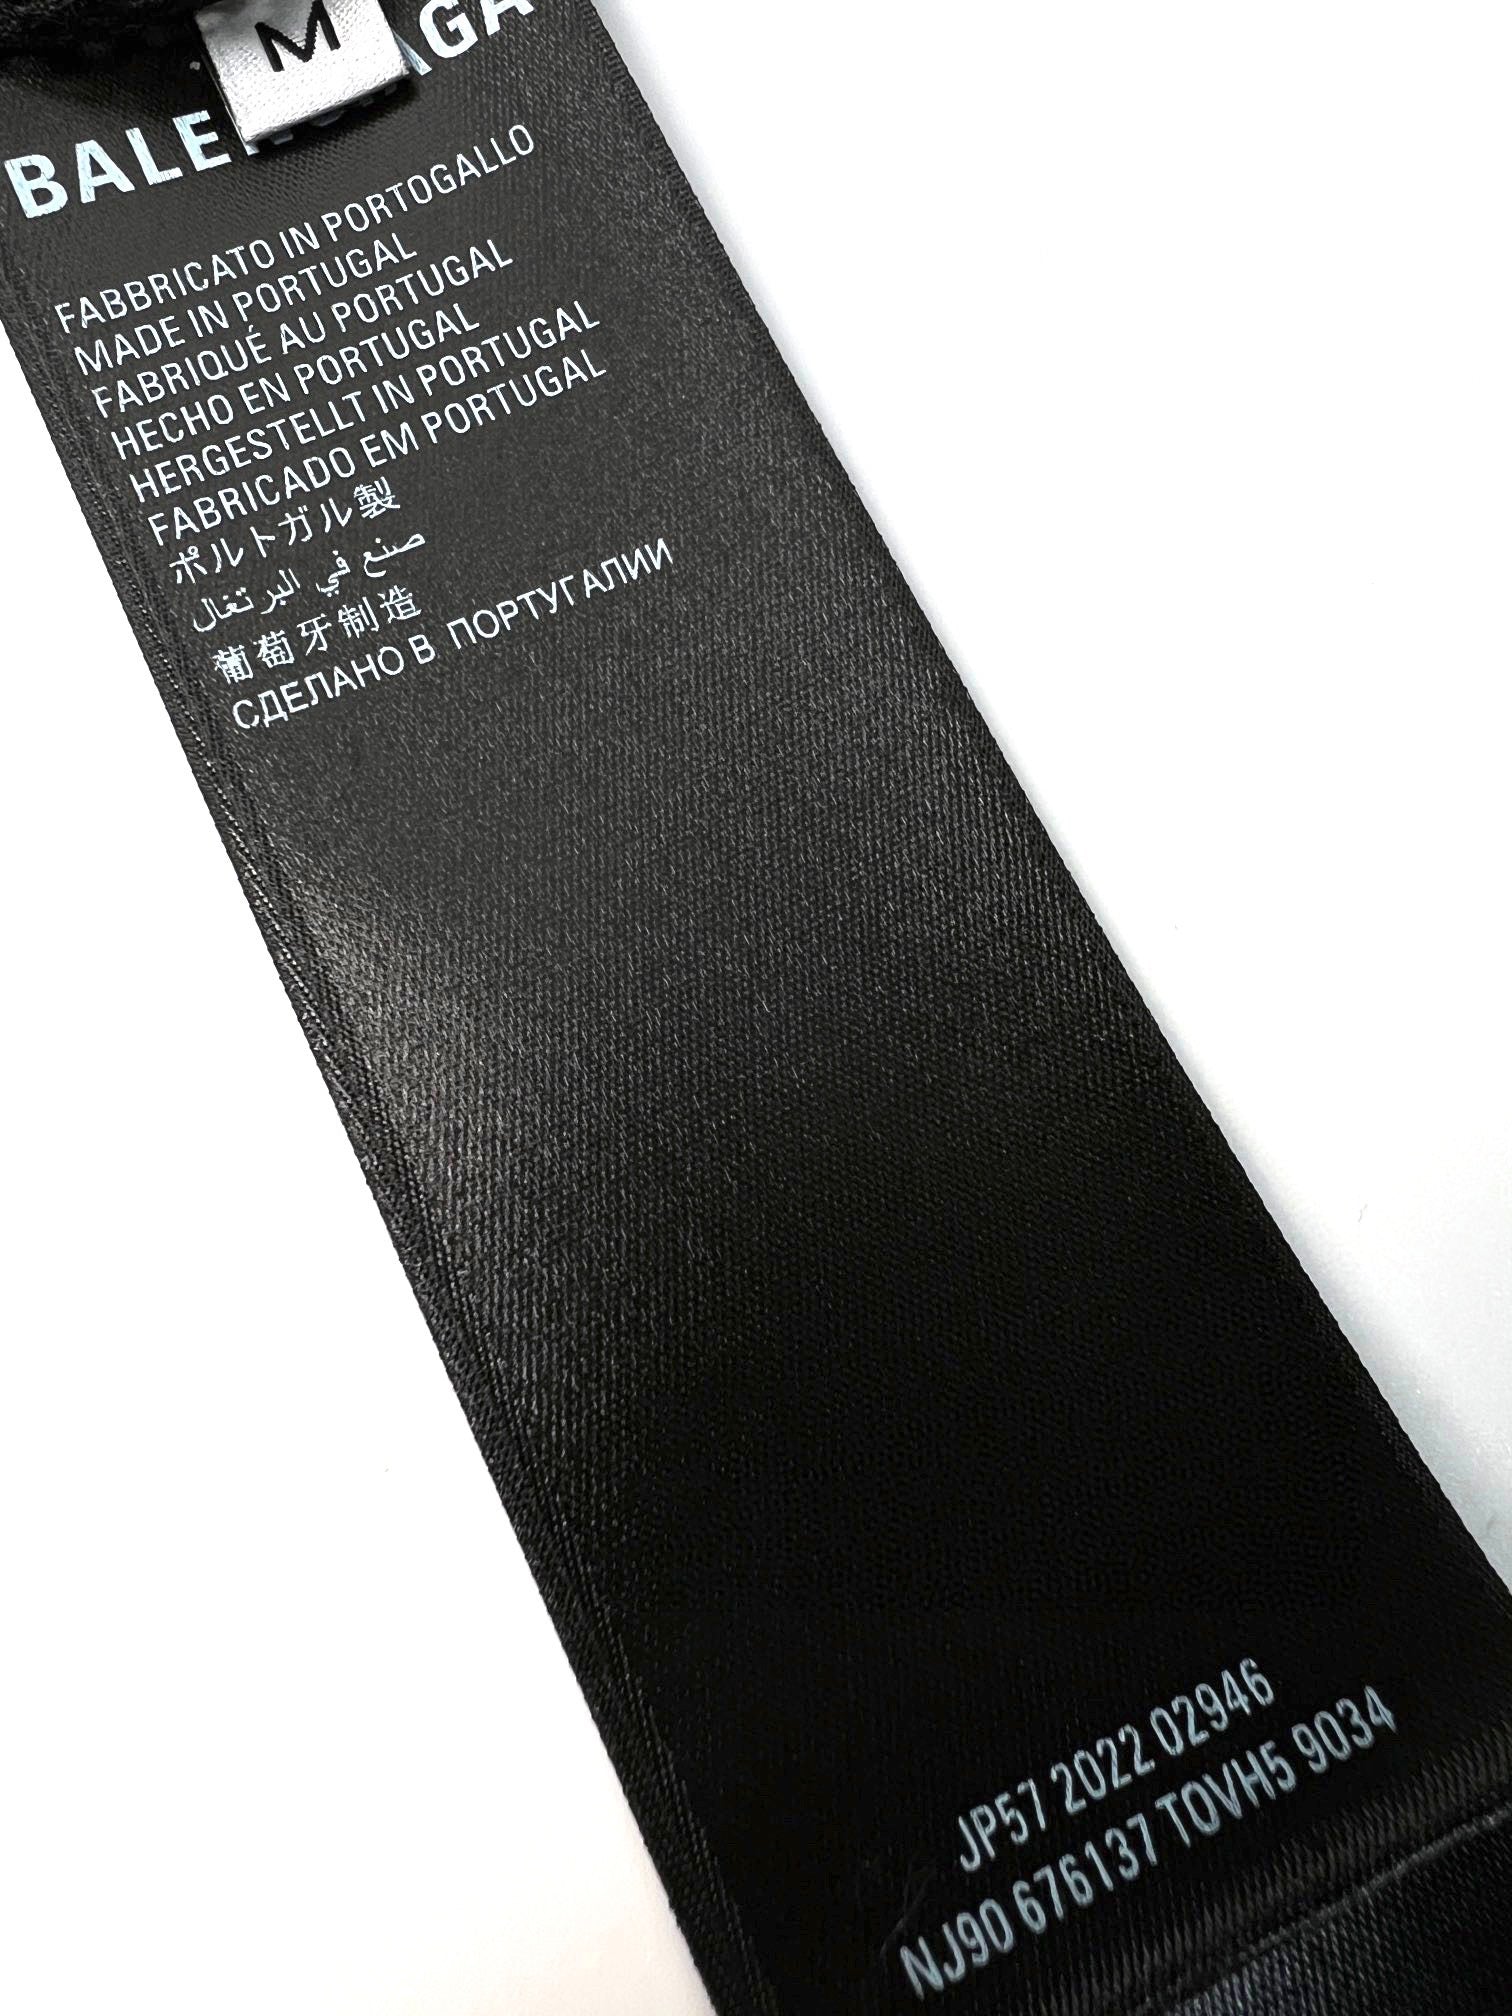 M
BALENCIAGA
FABBRICATO IN PORTOGALLO
MADE IN PORTUGAL
FABRIQUÉ AU PORTUGAL
HECHO EN PORTUGAL
HERGESTELLT IN PORTUGAL
FABRICADO EM PORTUGAL
ポルトガル製
صنع في البرتغال
葡萄牙制造
СДЕЛАНО В ПОРТУГАЛИИ
JP57 2022 02946
NJ90 676137 TOVH5 9034